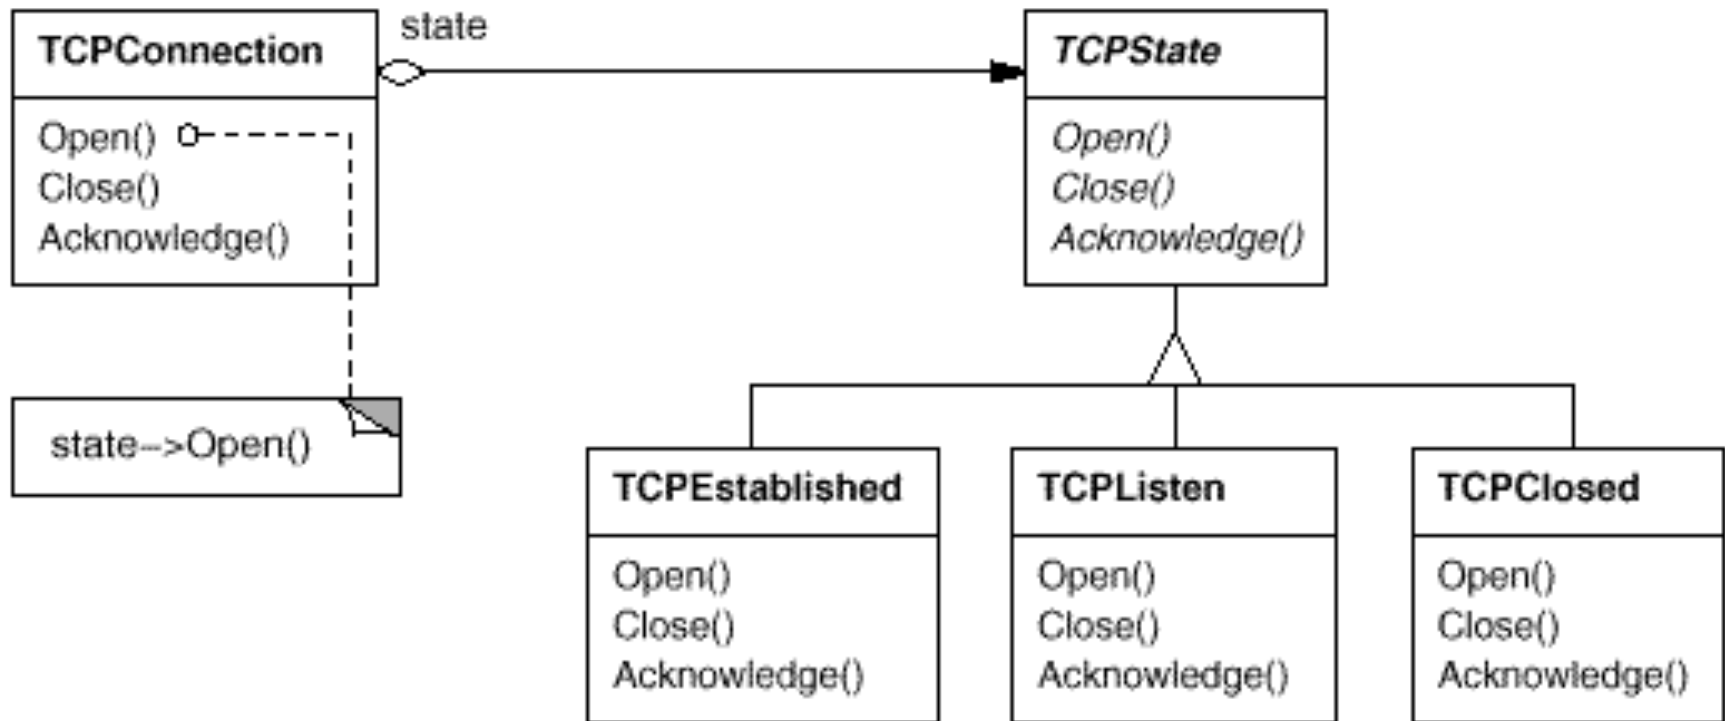 TCPConnection
Open()
Close()
Acknowledge()
state
TCPState
Open()
Close()
Acknowledge()
state-->Open()
TCPEstablished
Open()
Close()
Acknowledge()
TCPListen
Open()
Close()
Acknowledge()
TCPClosed
Open()
Close()
Acknowledge()